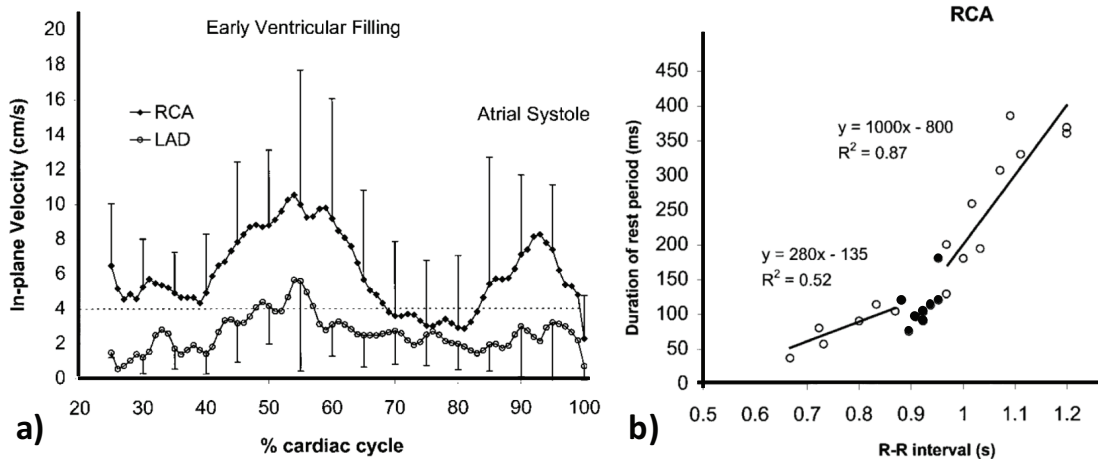 20
18
16
14
12
10
8
6
4
2
0
In-plane Velocity (cm/s)
Early Ventricular Filling
RCA
LAD
Atrial Systole
20 30 40 50 60 70 80 90 100
% cardiac cycle
a)
RCA
450
400
350
300
250
200
150
100
50
0
Duration of rest period (ms)
y = 1000x - 800
R² = 0.87
y = 280x - 135
R² = 0.52
0.5 0.6 0.7 0.8 0.9 1 1.1 1.2
R-R interval (s)
b)